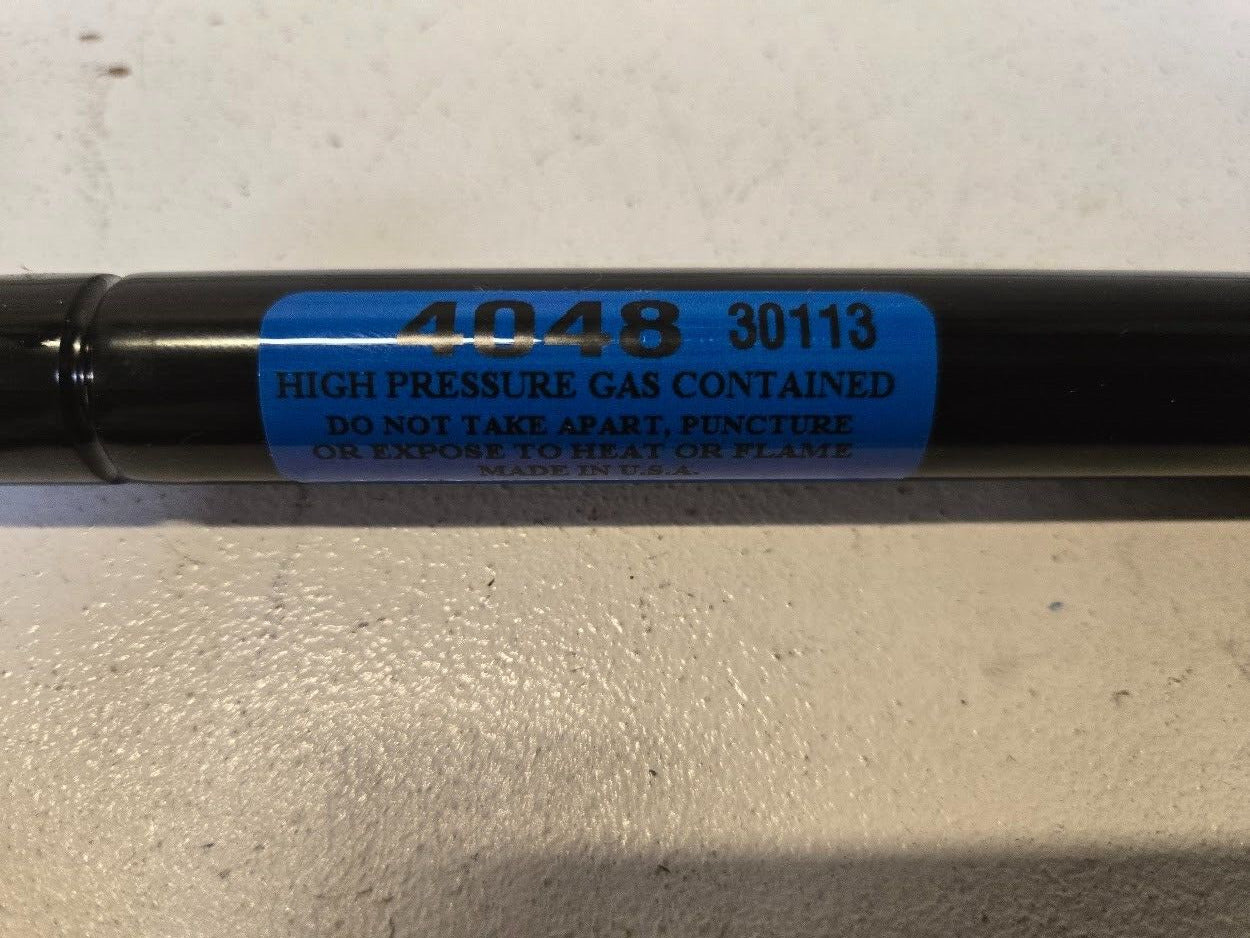 4048 30113
HIGH PRESSURE GAS CONTAINED
DO NOT TAKE APART, PUNCTURE
OR EXPOSE TO HEAT OR FLAME
MADE IN U.S.A.